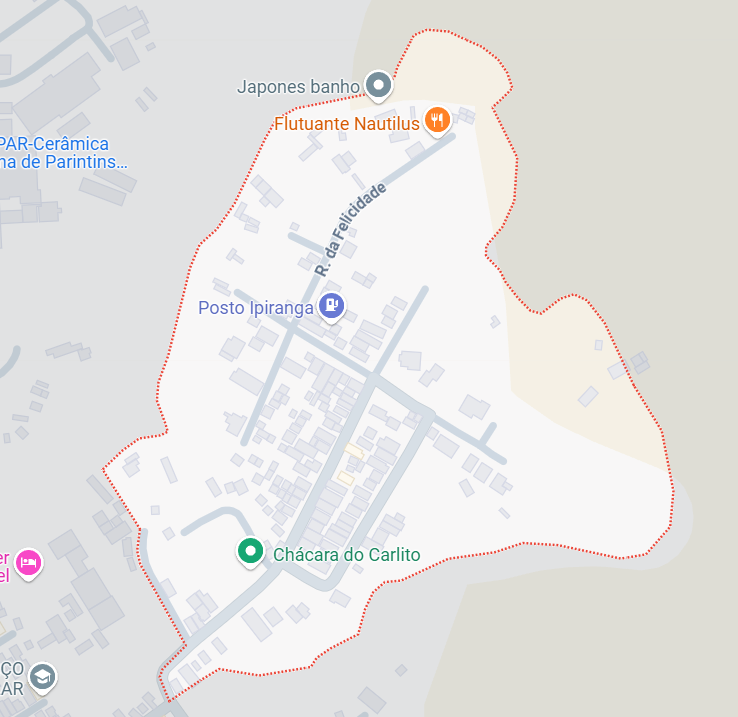 Japones banho
Flutuante Nautilus
PAR-Cerâmica
na de Parintins...
R. da Felicidade
Posto Ipiranga
Chácara do Carlito
er
el
ÇO
AR